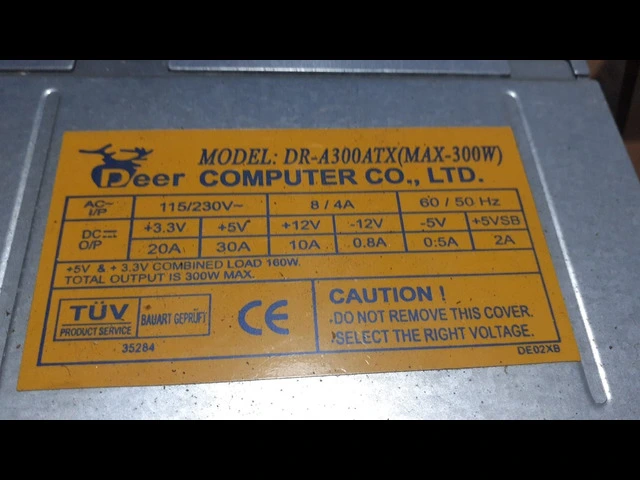 Deer
MODEL: DR-A300ATX(MAX-300W)
COMPUTER CO., LTD.
AC~ I/P 115/230V~ 8 / 4A 60 / 50 Hz
DC⎓ O/P +3.3V +5V +12V -12V -5V +5VSB
20A 30A 10A 0.8A 0.5A 2A
+5V & + 3.3V COMBINED LOAD 160W.
TOTAL OUTPUT IS 300W MAX.
TÜV
PRODUCT SERVICE
BAUART GEPRÜFT
35284
CE
CAUTION !
DO NOT REMOVE THIS COVER.
SELECT THE RIGHT VOLTAGE.
DE02XB